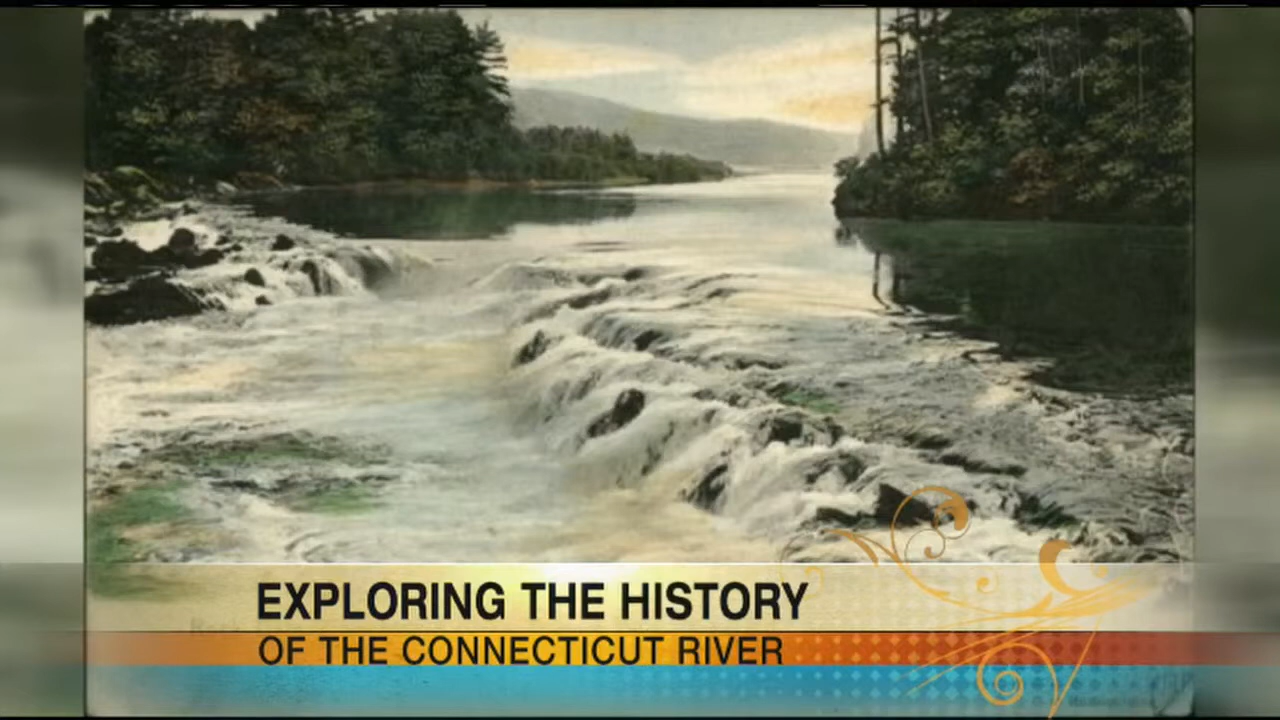 EXPLORING THE HISTORY
OF THE CONNECTICUT RIVER